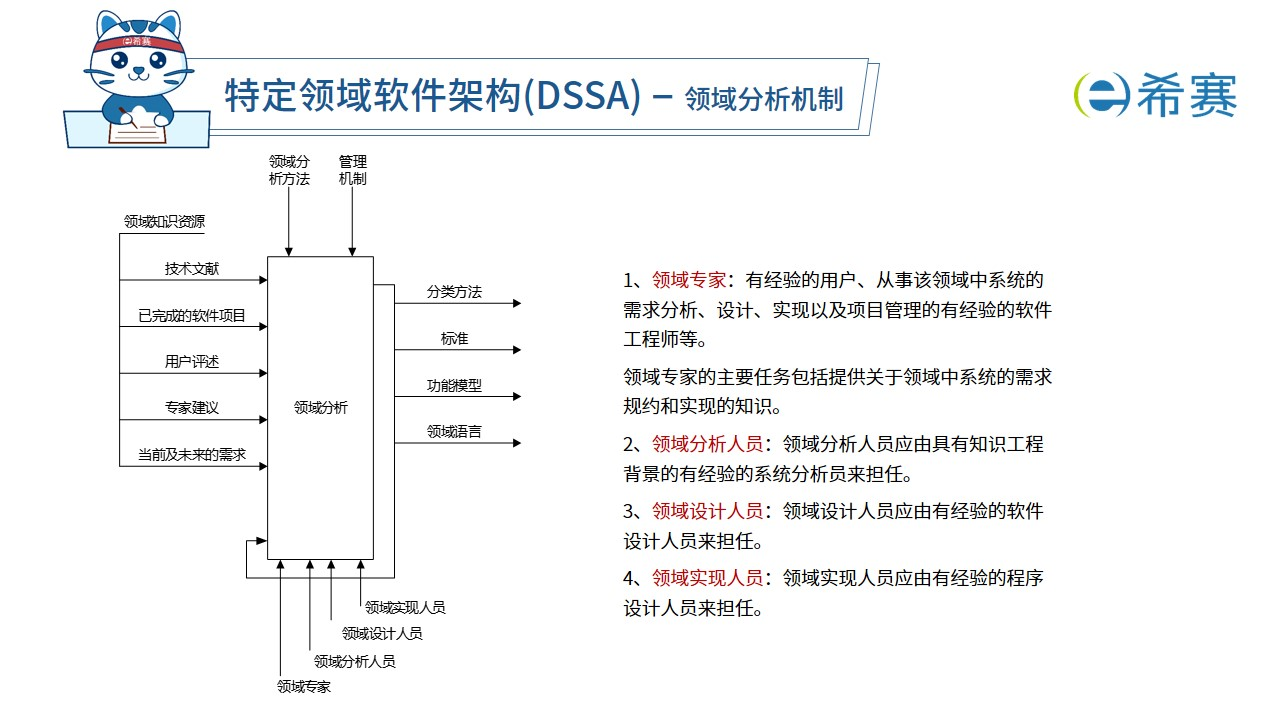 希赛
特定领域软件架构(DSSA) – 领域分析机制
希赛
领域分
析方法
管理
机制
领域知识资源
技术文献
已完成的软件项目
用户评述
专家建议
当前及未来的需求
领域分析
分类方法
标准
功能模型
领域语言
领域实现人员
领域设计人员
领域分析人员
领域专家
1、领域专家：有经验的用户、从事该领域中系统的
需求分析、设计、实现以及项目管理的有经验的软件
工程师等。
领域专家的主要任务包括提供关于领域中系统的需求
规约和实现的知识。
2、领域分析人员：领域分析人员应由具有知识工程
背景的有经验的系统分析员来担任。
3、领域设计人员：领域设计人员应由有经验的软件
设计人员来担任。
4、领域实现人员：领域实现人员应由有经验的程序
设计人员来担任。